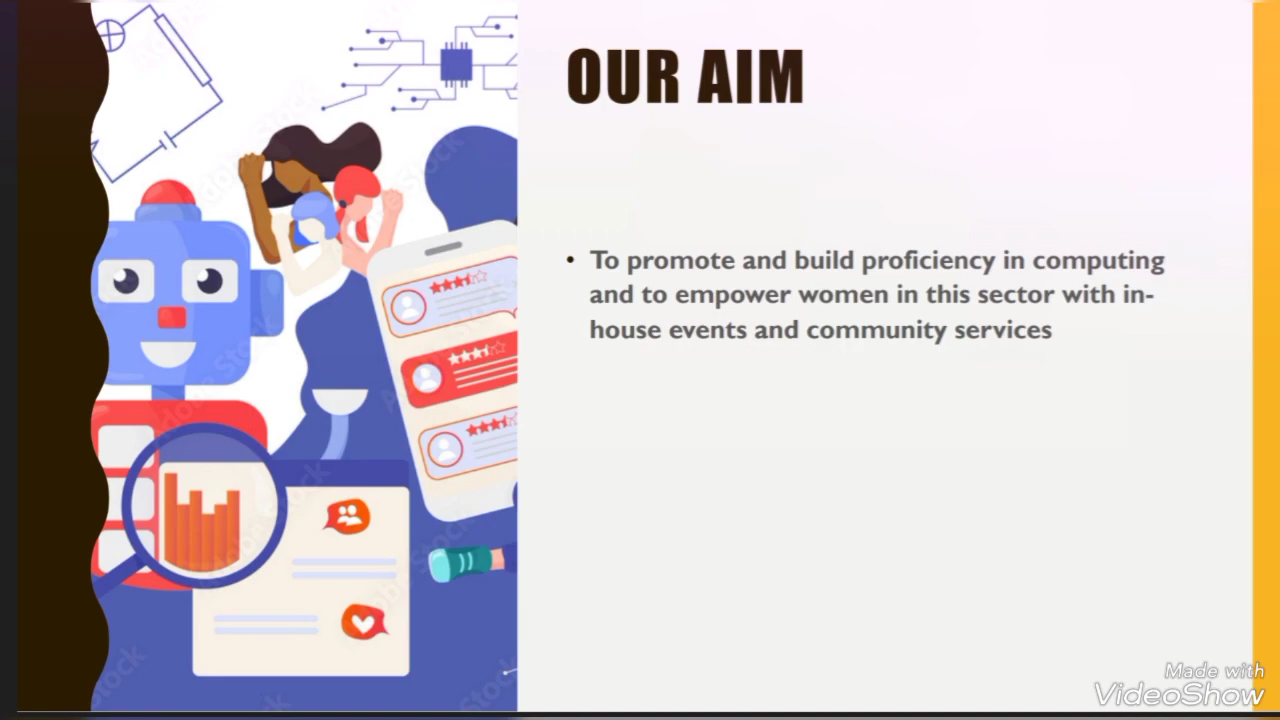 OUR AIM
• To promote and build proficiency in computing
and to empower women in this sector with in-
house events and community services
Made with
VideoShow